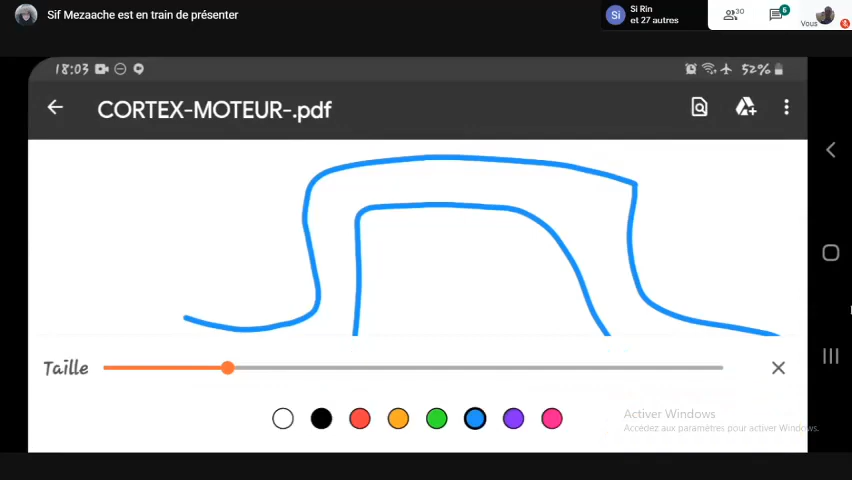 Sif Mezaache est en train de présenter
Si
Si Rin
et 27 autres
30
6
Vous
18:03
52%
CORTEX-MOTEUR-.pdf
Taille
Activer Windows
Accédez aux paramètres pour activer Windows.